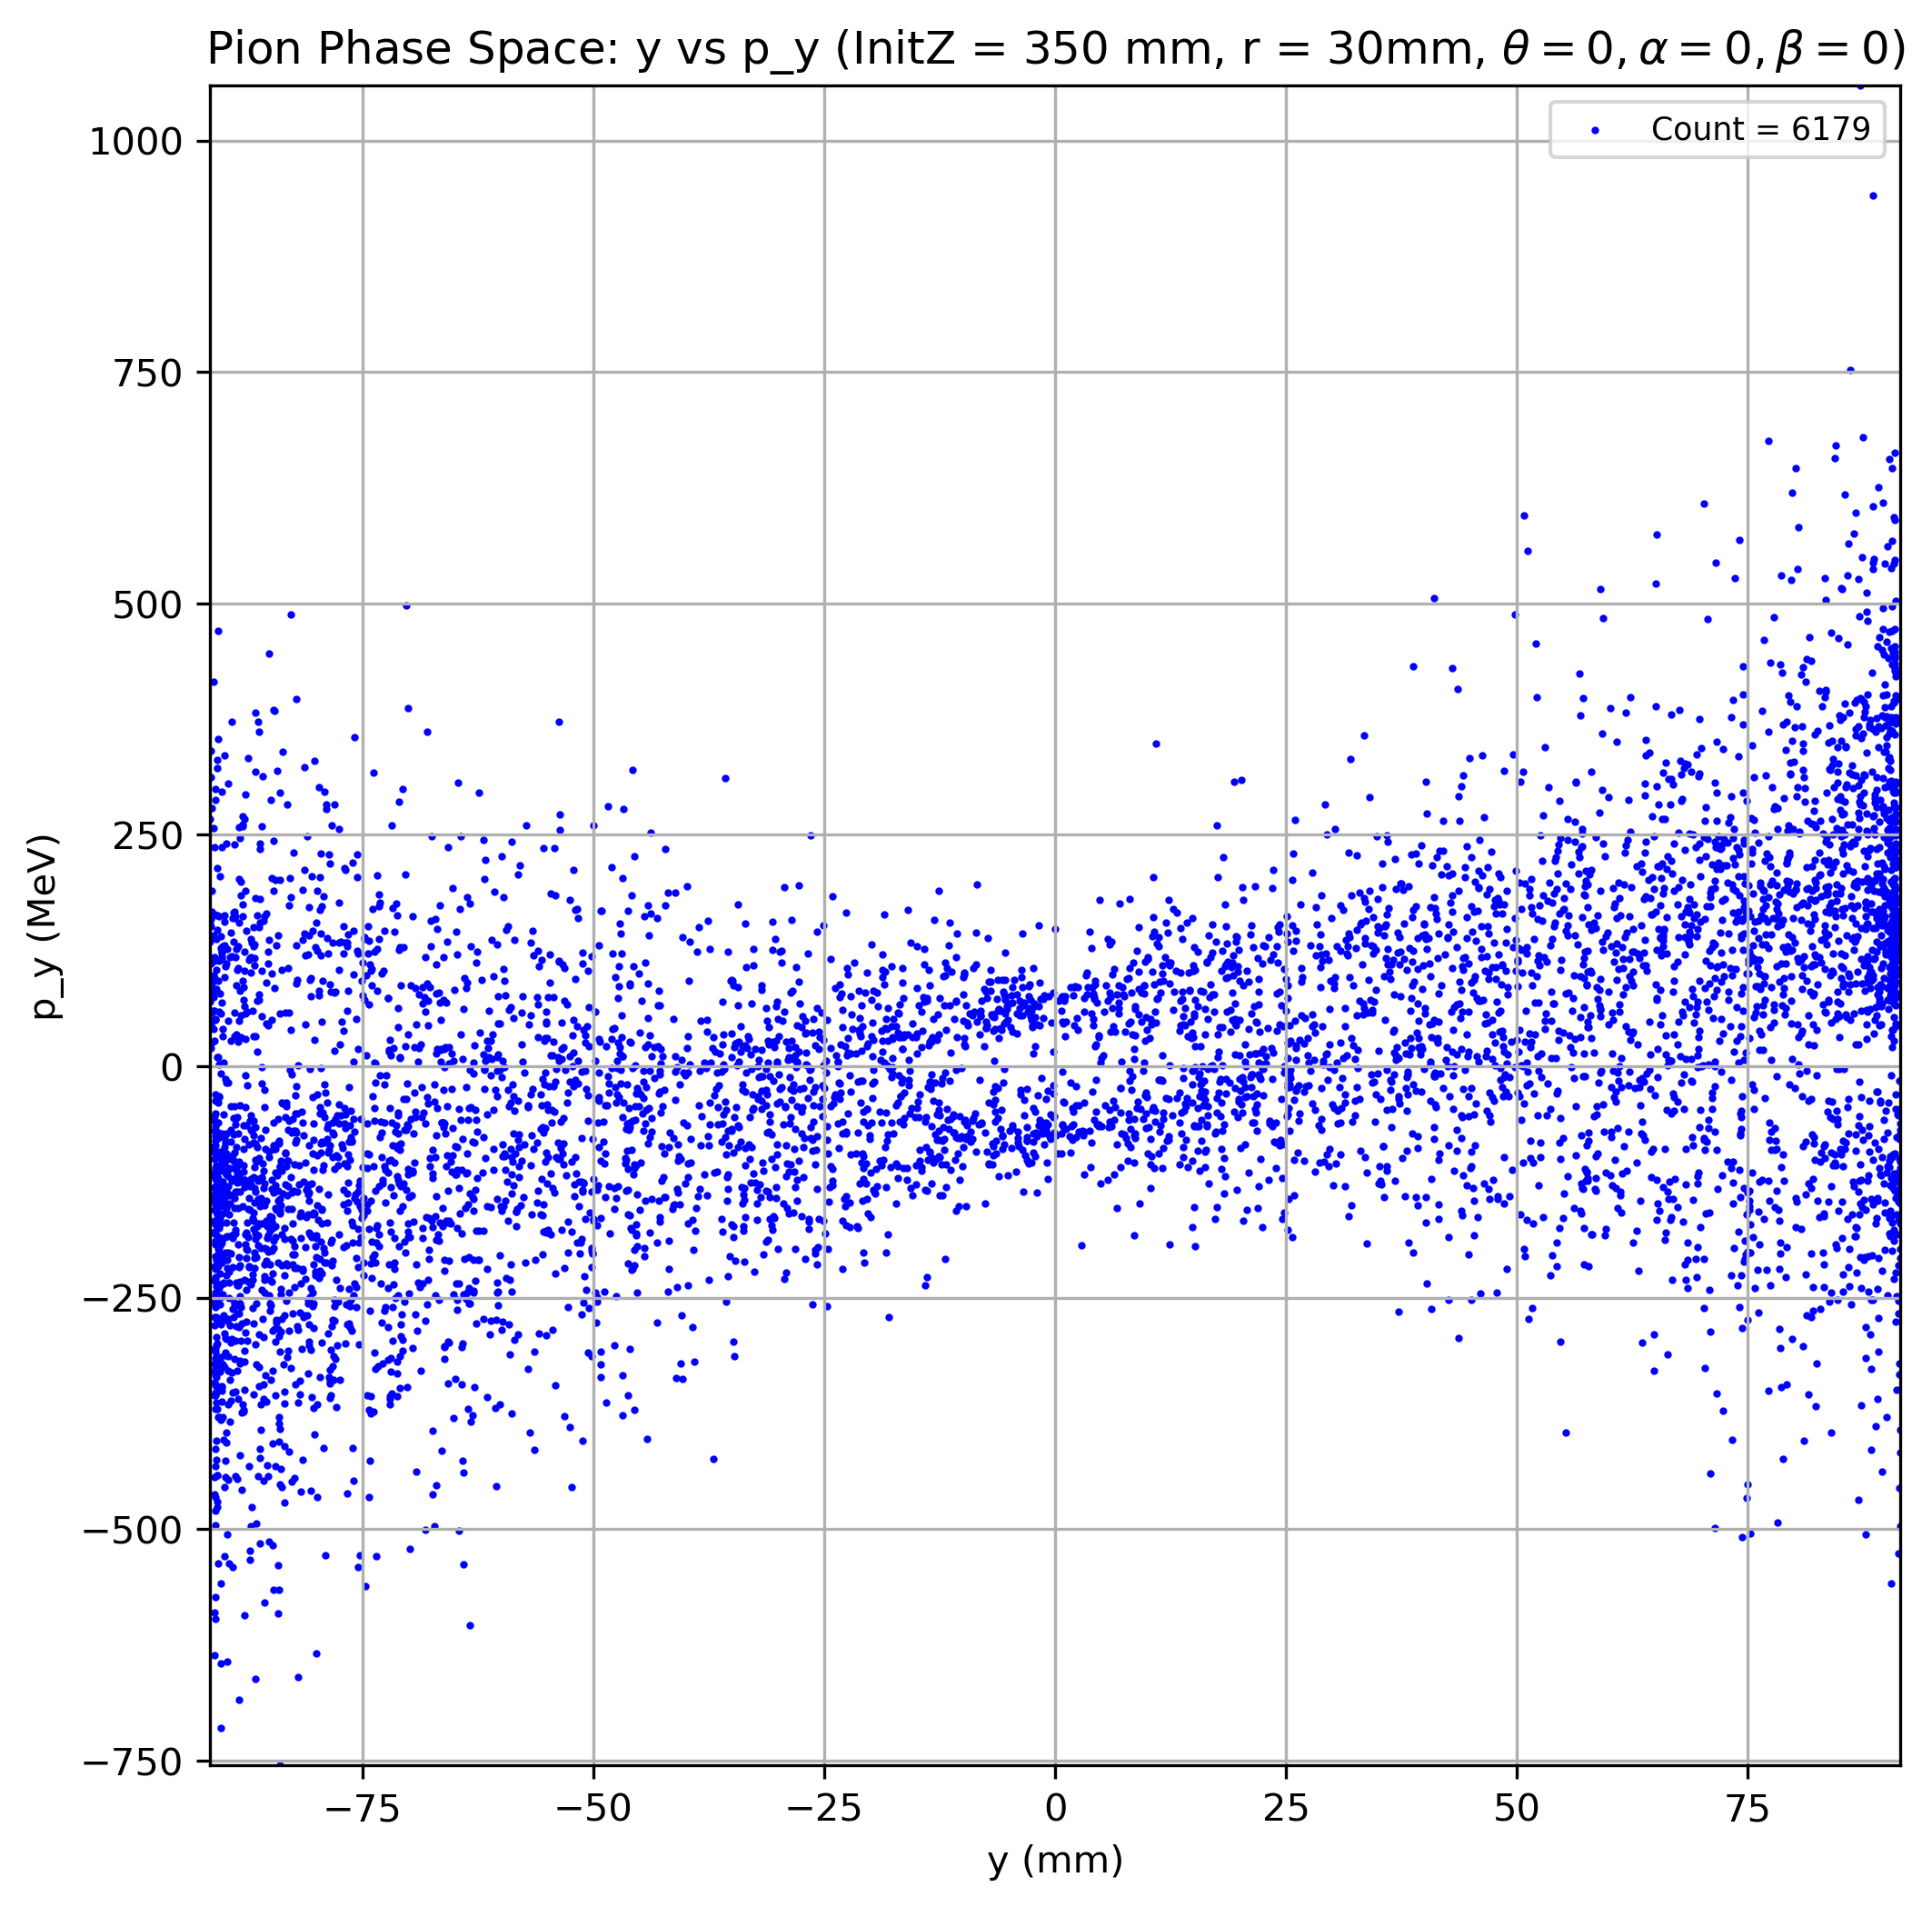 Pion Phase Space: y vs p_y (InitZ = 350 mm, r = 30mm, θ = 0, α = 0, β = 0)
Count = 6179
1000
750
500
250
0
−250
−500
−750
p_y (MeV)
−75 −50 −25 0 25 50 75
y (mm)